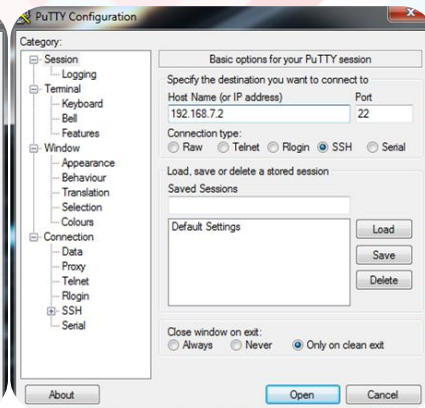 PuTTY Configuration
Category:
Session
Logging
Terminal
Keyboard
Bell
Features
Window
Appearance
Behaviour
Translation
Selection
Colours
Connection
Data
Proxy
Telnet
Rlogin
SSH
Serial
Basic options for your PuTTY session
Specify the destination you want to connect to
Host Name (or IP address) Port
192.168.7.2 22
Connection type:
Raw Telnet Rlogin SSH Serial
Load, save or delete a stored session
Saved Sessions
Default Settings
Load
Save
Delete
Close window on exit:
Always Never Only on clean exit
About Open Cancel